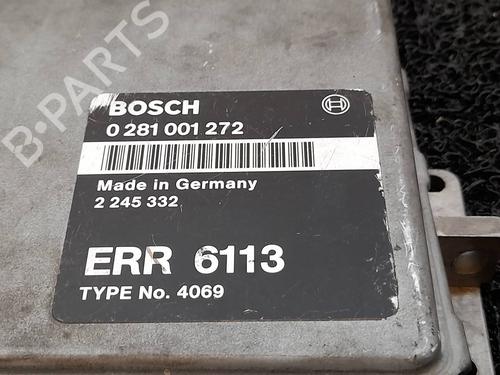 B·PARTS
BOSCH
0 281 001 272
Made in Germany
2 245 332
ERR 6113
TYPE No. 4069